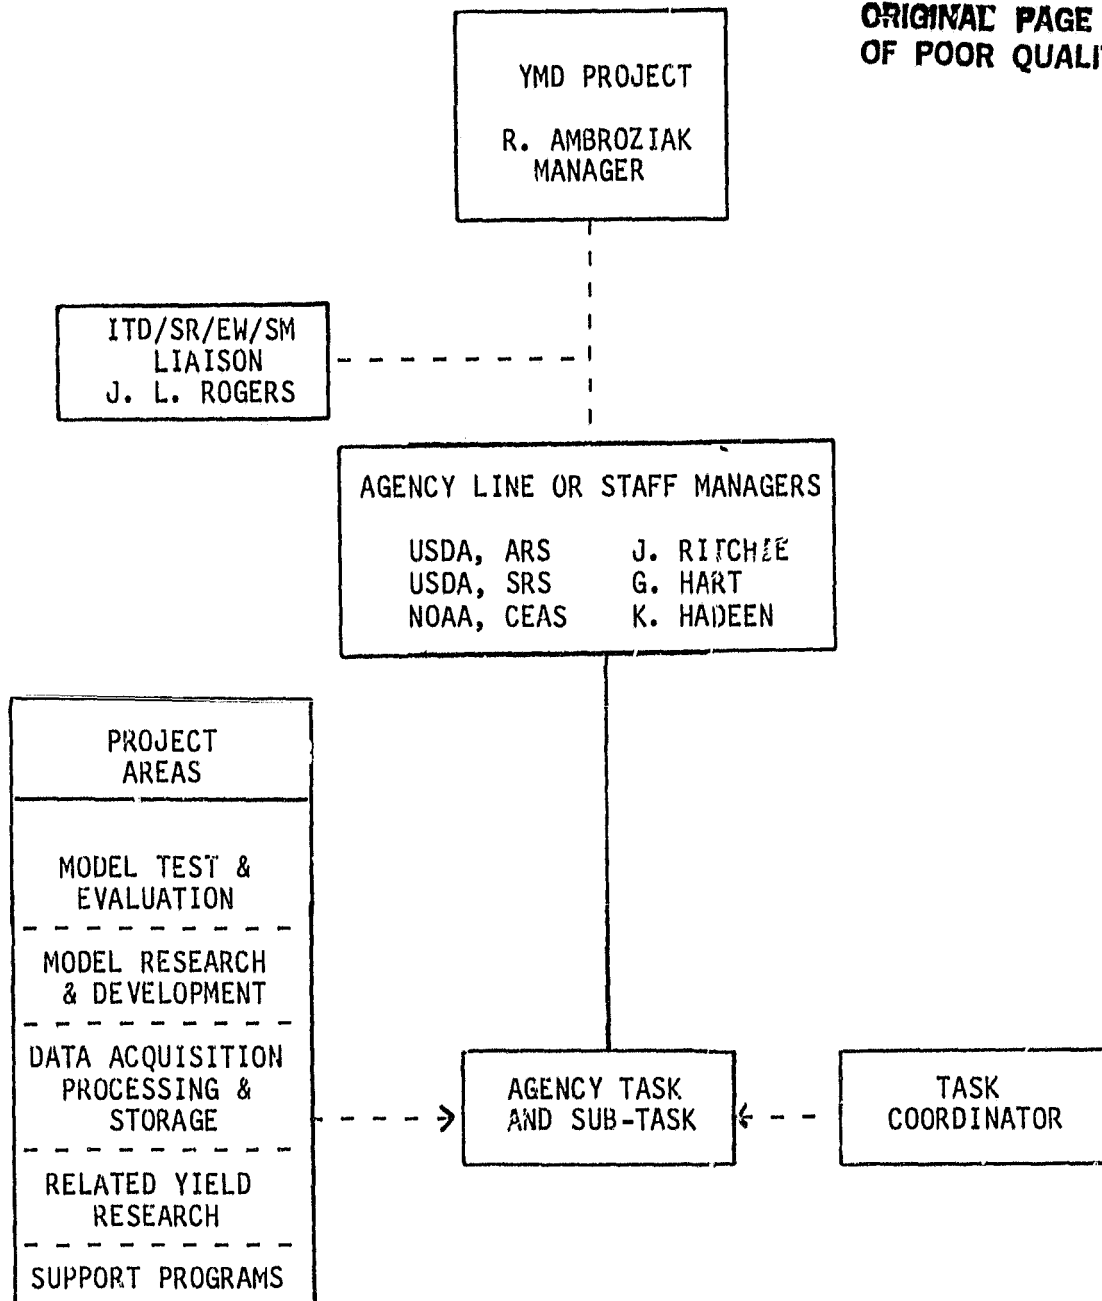 ORIGINAL PAGE
OF POOR
YMD PROJECT
R. AMBROZIAK
MANAGER
ITD/SR/EW/SM
LIAISON
J. L. ROGERS
AGENCY LINE OR STAFF MANAGERS
USDA, ARS J. RITCHIE
USDA, SRS G. HART
NOAA, CEAS K. HADEEN
PROJECT
AREAS
MODEL TEST &
EVALUATION
MODEL RESEARCH
& DEVELOPMENT
DATA ACQUISITION
PROCESSING &
STORAGE
RELATED YIELD
RESEARCH
SUPPORT PROGRAMS
AGENCY TASK
AND SUB-TASK
TASK
COORDINATOR